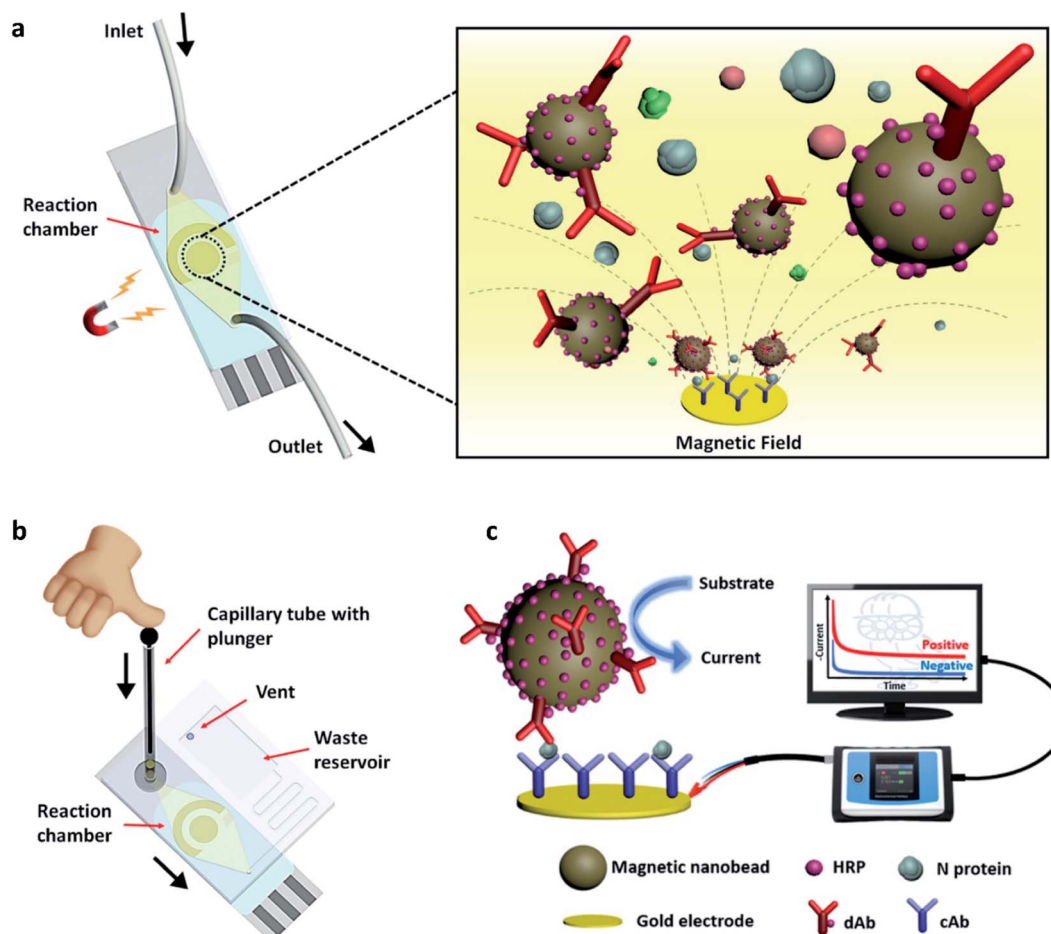 a
Inlet
Reaction
chamber
Outlet
Magnetic Field
b
Capillary tube with
plunger
Vent
Waste
reservoir
Reaction
chamber
c
Substrate
Current
-Current
Positive
Negative
Time
Magnetic nanobead
HRP
N protein
Gold electrode
dAb
cAb